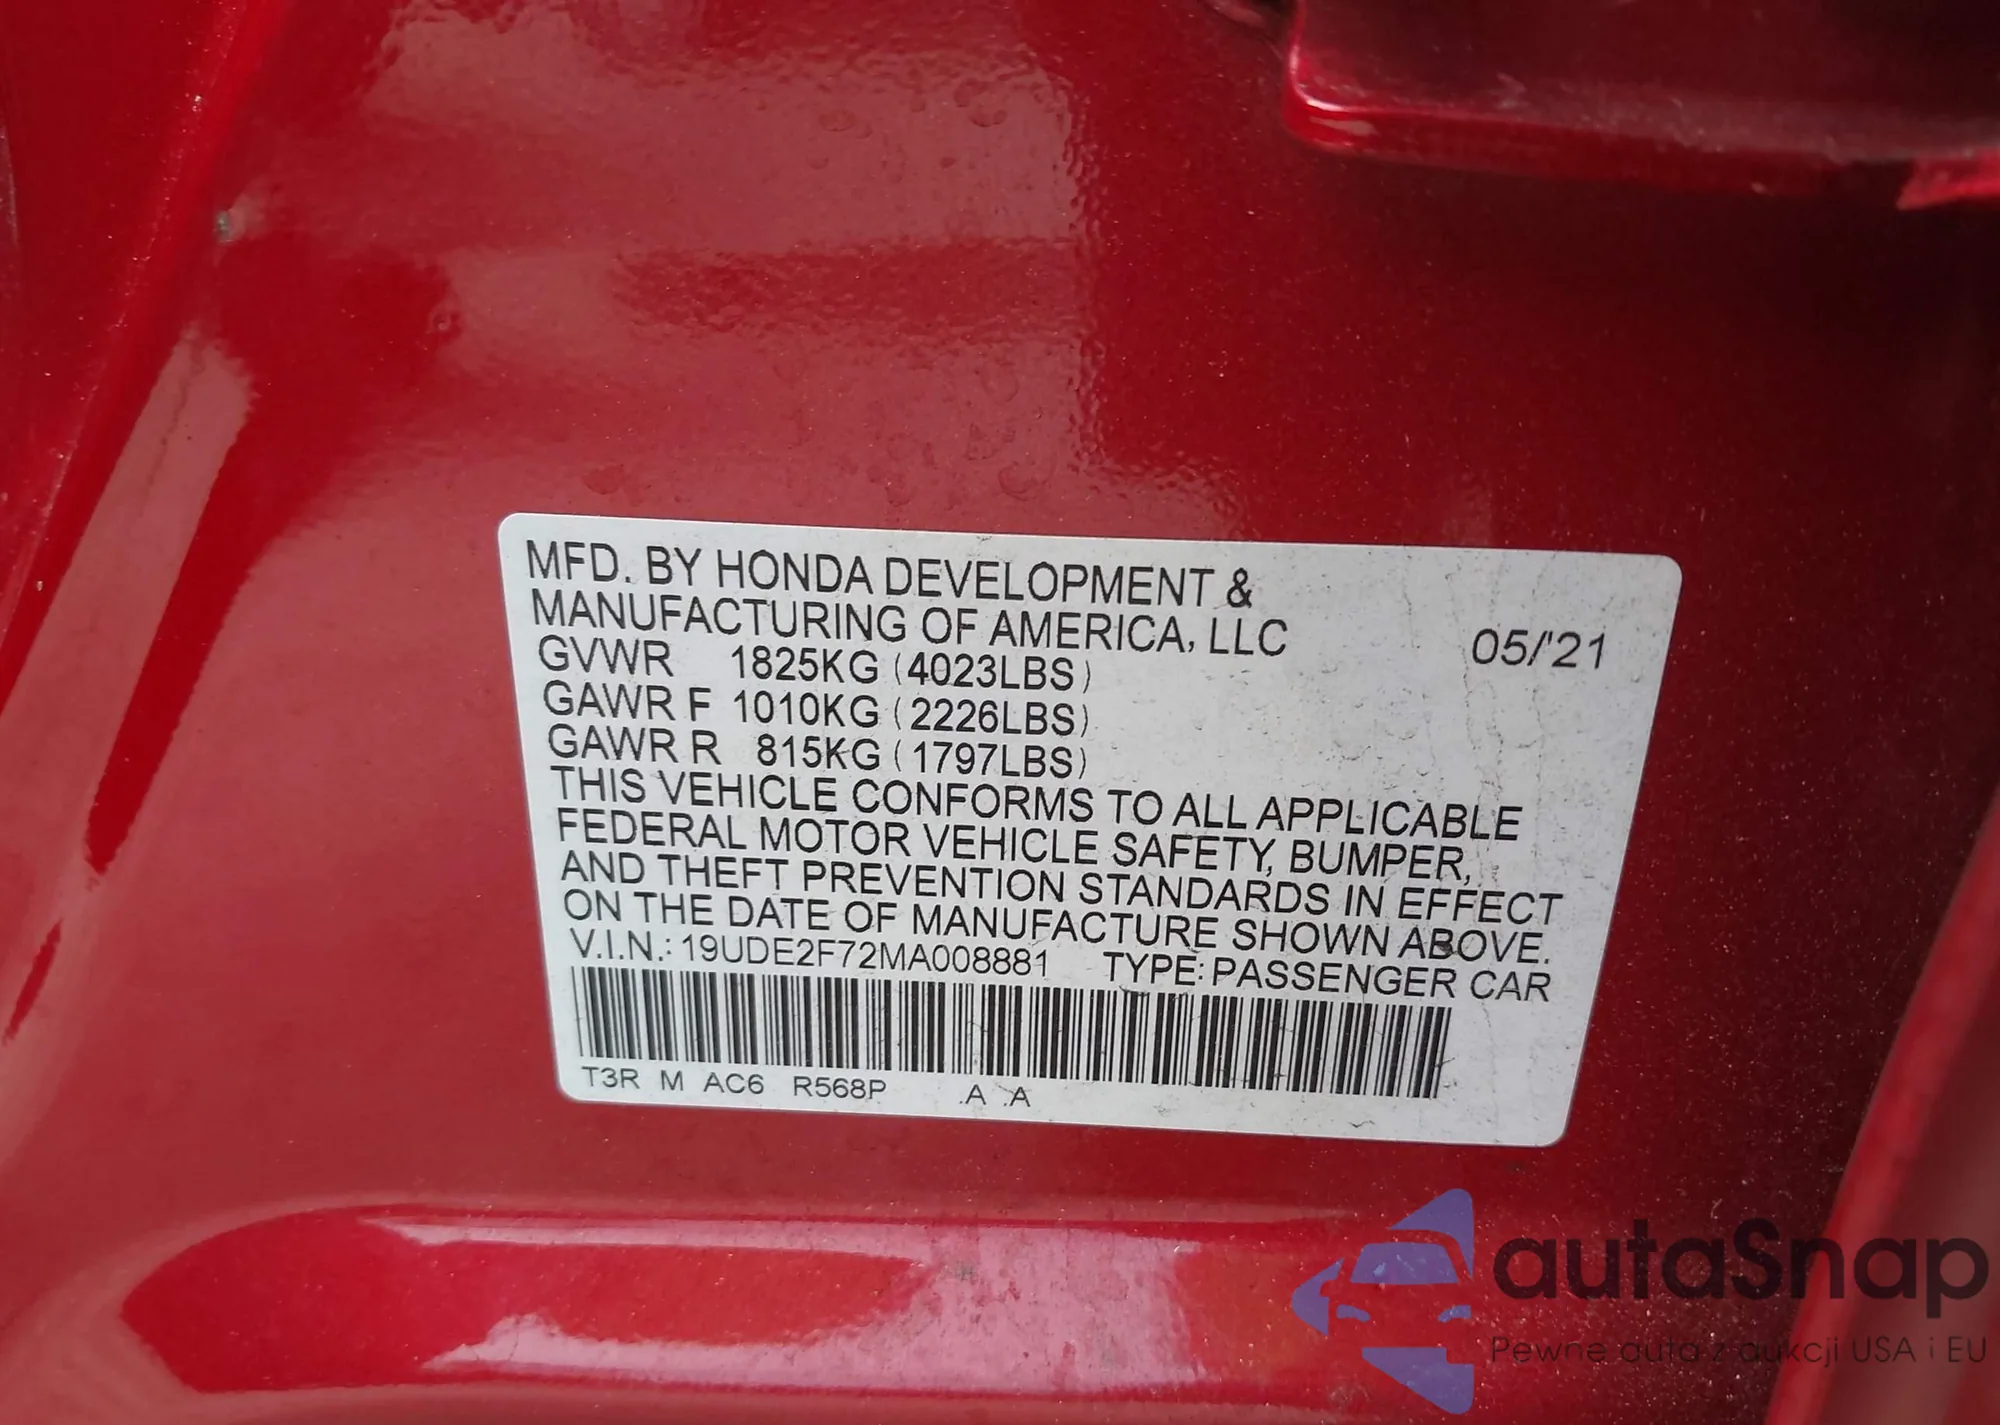 MFD. BY HONDA DEVELOPMENT &
MANUFACTURING OF AMERICA, LLC 05/'21
GVWR 1825KG (4023LBS)
GAWR F 1010KG (2226LBS)
GAWR R 815KG (1797LBS)
THIS VEHICLE CONFORMS TO ALL APPLICABLE
FEDERAL MOTOR VEHICLE SAFETY, BUMPER,
AND THEFT PREVENTION STANDARDS IN EFFECT
ON THE DATE OF MANUFACTURE SHOWN ABOVE.
V.I.N.: 19UDE2F72MA008881 TYPE: PASSENGER CAR
T3R M AC6 R568P .A .A
autaSnap
Pewne auta z aukcji USA i EU